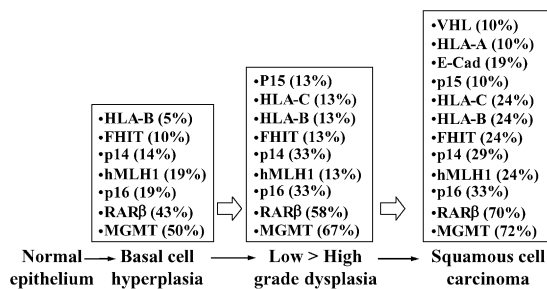 •HLA-B (5%)
•FHIT (10%)
•p14 (14%)
•hMLH1 (19%)
•p16 (19%)
•RARβ (43%)
•MGMT (50%)
•P15 (13%)
•HLA-C (13%)
•HLA-B (13%)
•FHIT (13%)
•p14 (33%)
•hMLH1 (13%)
•p16 (33%)
•RARβ (58%)
•MGMT (67%)
•VHL (10%)
•HLA-A (10%)
•E-Cad (19%)
•p15 (10%)
•HLA-C (24%)
•HLA-B (24%)
•FHIT (24%)
•p14 (29%)
•hMLH1 (24%)
•p16 (33%)
•RARβ (70%)
•MGMT (72%)
Normal
epithelium
Basal cell
hyperplasia
Low > High
grade dysplasia
Squamous cell
carcinoma